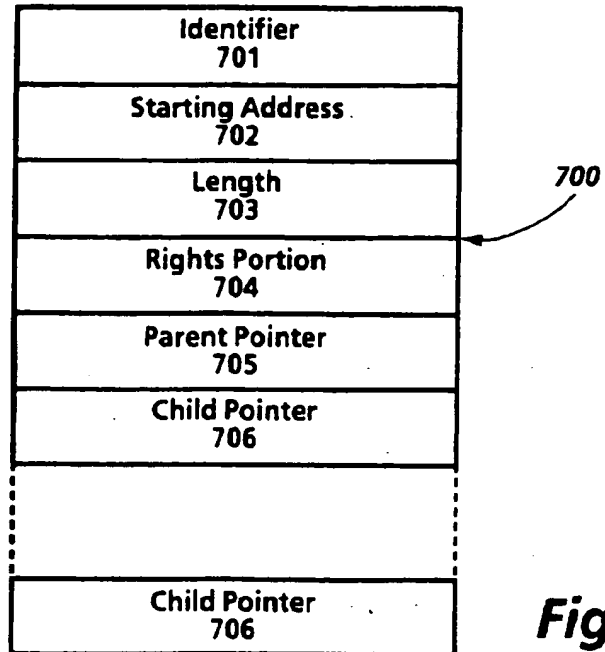 Identifier
701
Starting Address
702
Length
703
700
Rights Portion
704
Parent Pointer
705
Child Pointer
706
Child Pointer
706
Fig